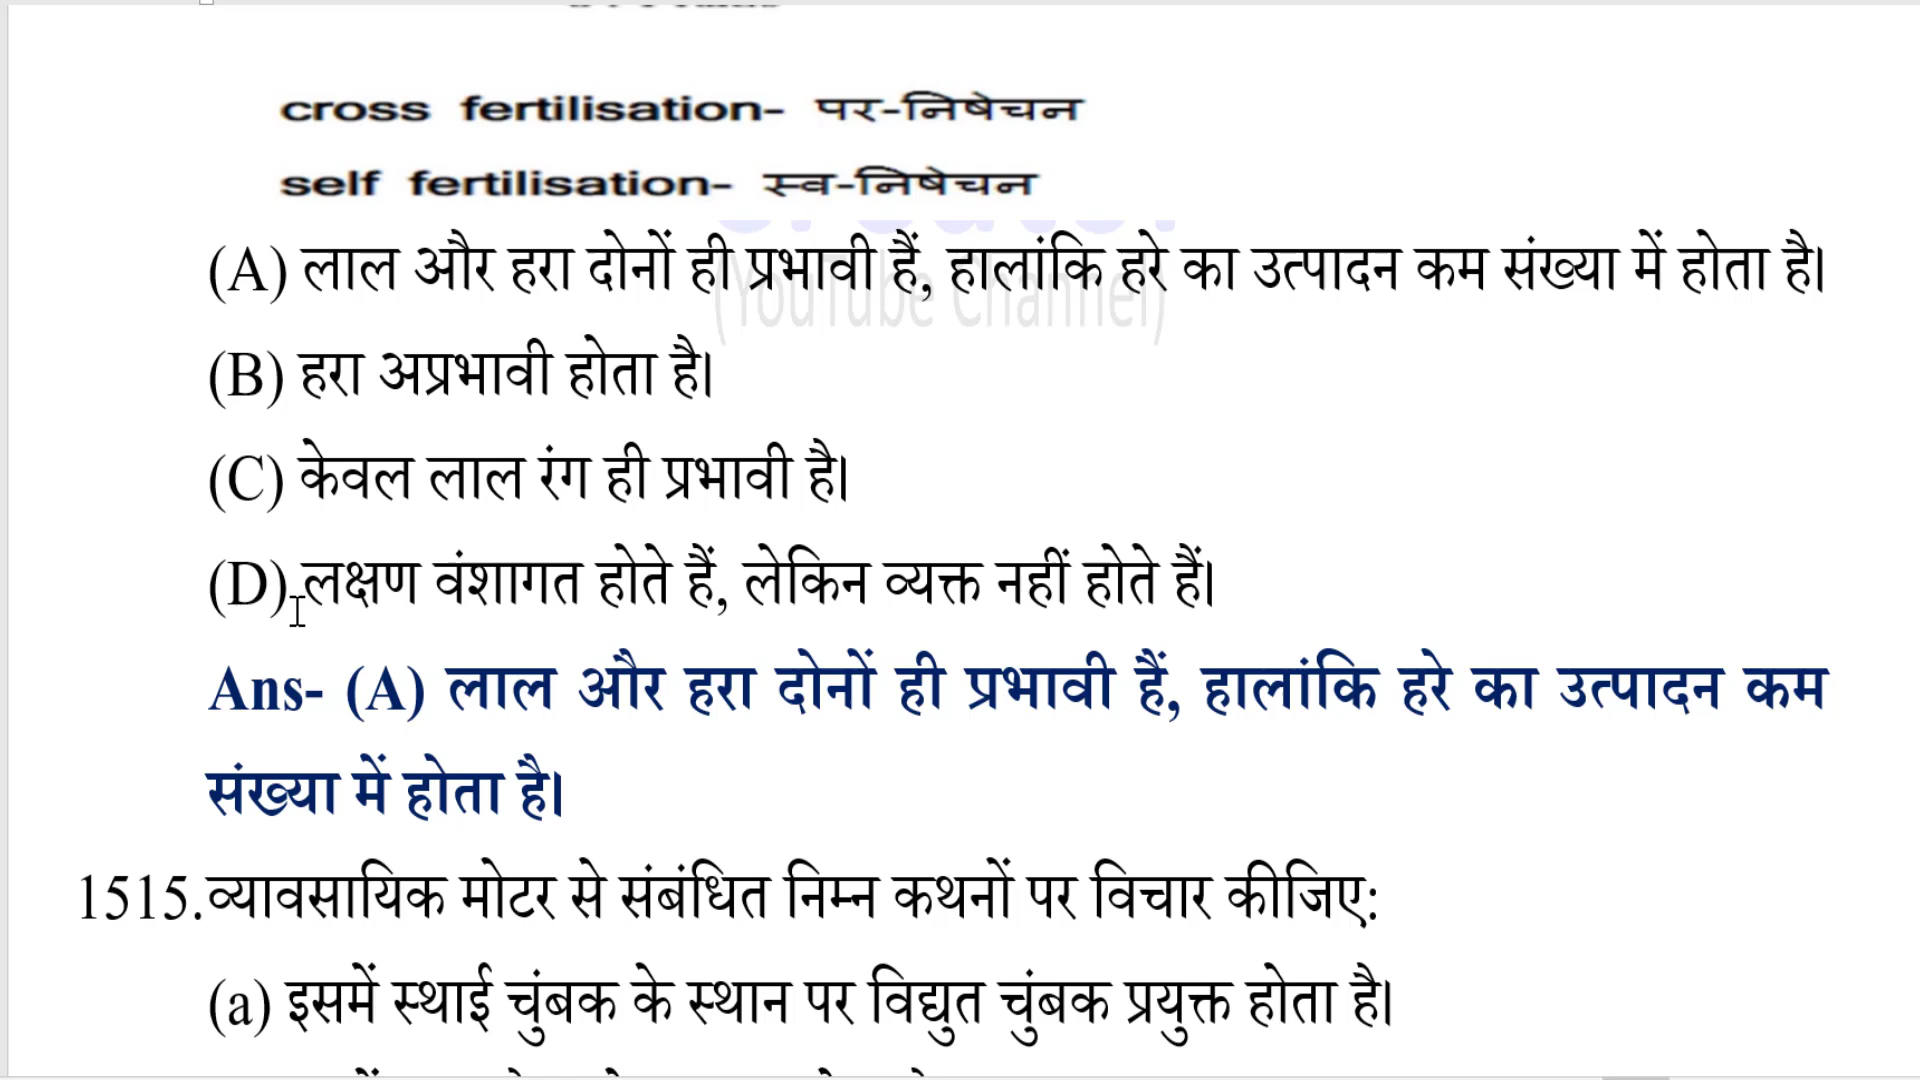 cross fertilisation- पर-निषेचन
self fertilisation- स्व-निषेचन
(A) लाल और हरा दोनों ही प्रभावी हैं, हालांकि हरे का उत्पादन कम संख्या में होता है।
(YouTube Channel)
(B) हरा अप्रभावी होता है।
(C) केवल लाल रंग ही प्रभावी है।
(D) लक्षण वंशागत होते हैं, लेकिन व्यक्त नहीं होते हैं।
Ans- (A) लाल और हरा दोनों ही प्रभावी हैं, हालांकि हरे का उत्पादन कम
संख्या में होता है।
1515.व्यावसायिक मोटर से संबंधित निम्न कथनों पर विचार कीजिए:
(a) इसमें स्थाई चुंबक के स्थान पर विद्युत चुंबक प्रयुक्त होता है।